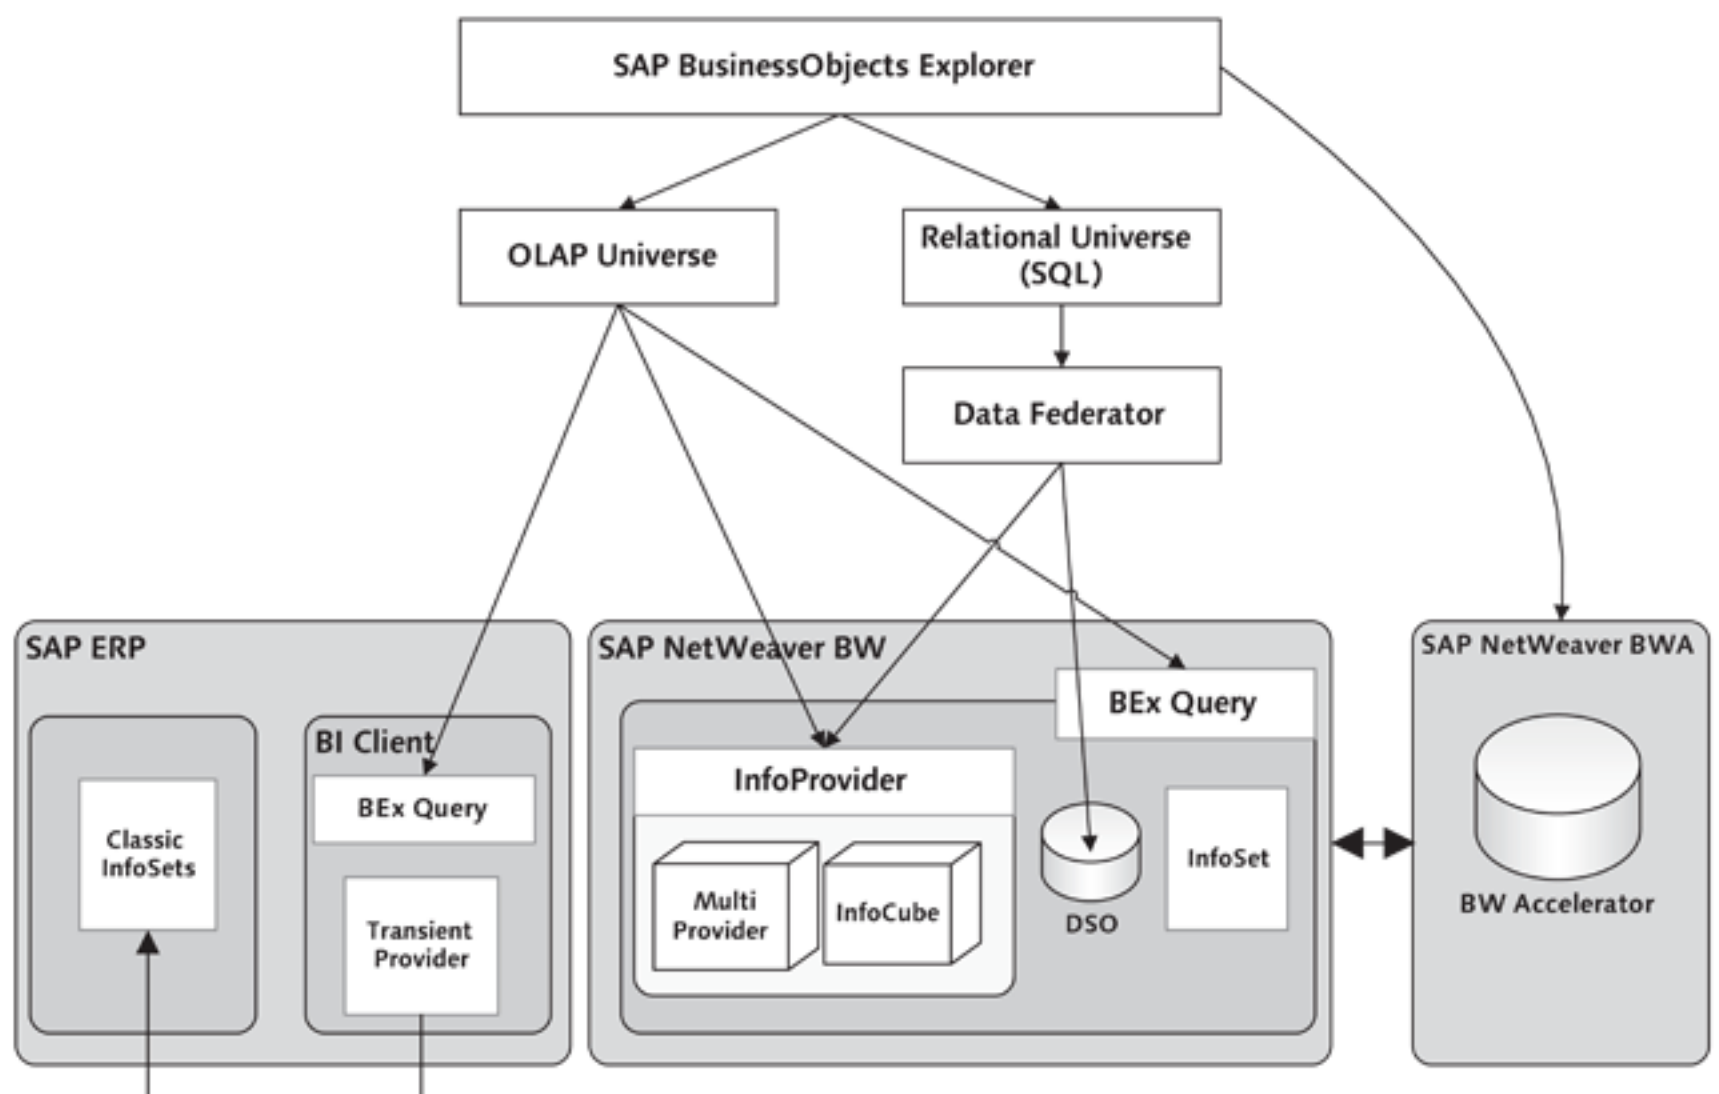 SAP BusinessObjects Explorer
OLAP Universe
Relational Universe
(SQL)
Data Federator
SAP ERP
SAP NetWeaver BW
SAP NetWeaver BWA
BI Client
BEx Query
BEx Query
Classic
InfoSets
Transient
Provider
InfoProvider
Multi
Provider
InfoCube
DSO
InfoSet
BW Accelerator